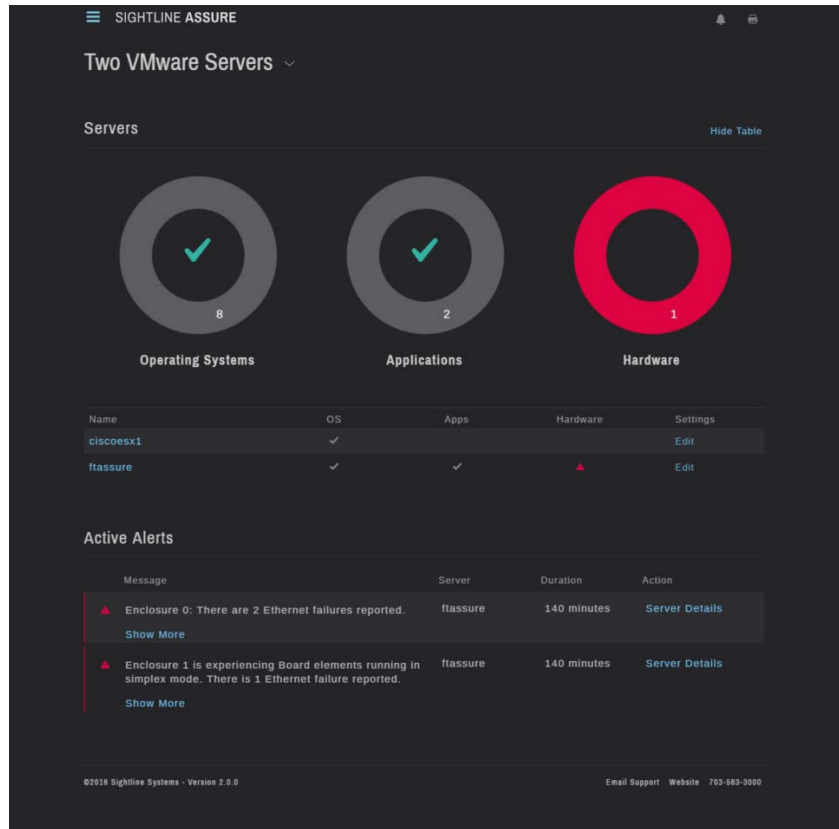 SIGHTLINE ASSURE
Two VMware Servers
Servers
Hide Table
8
2
1
Operating Systems
Applications
Hardware
Name OS Apps Hardware Settings
ciscoesx1 Edit
ftassure Edit
Active Alerts
Message Server Duration Action
Enclosure 0: There are 2 Ethernet failures reported. ftassure 140 minutes Server Details
Show More
Enclosure 1 is experiencing Board elements running in ftassure 140 minutes Server Details
simplex mode. There is 1 Ethernet failure reported.
Show More
©2016 Sightline Systems - Version 2.0.0 Email Support Website 703-563-3000